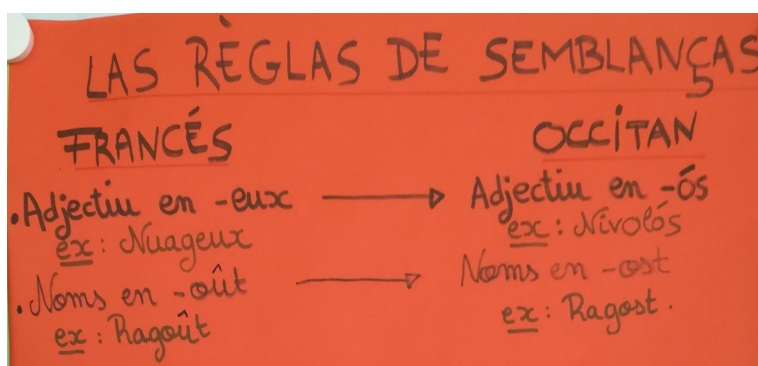 LAS RÈGLAS DE SEMBLANÇAS
FRANCÉS OCCITAN
. Adjectiu en -eux → Adjectiu en -ós
ex : Nuageux ex : Nivolós
. Noms en -oût → Noms en -ost
ex : Ragoût ex : Ragost .